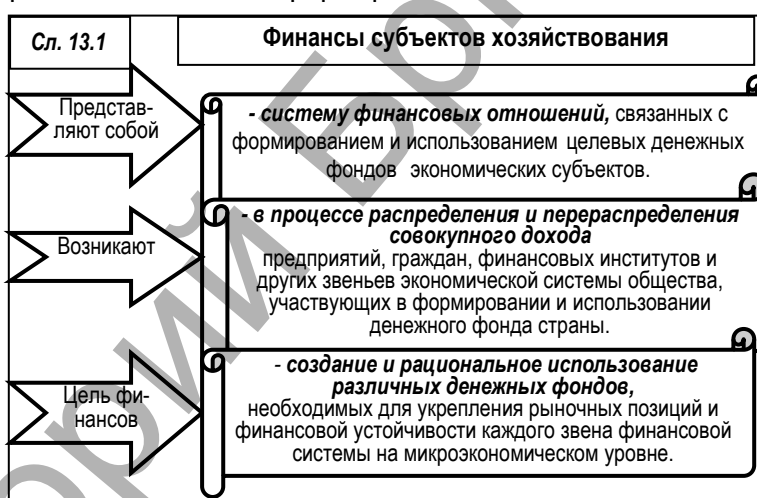 Сл. 13.1
Финансы субъектов хозяйствования
Представ-
ляют собой
- систему финансовых отношений, связанных с
формированием и использованием целевых денежных
фондов экономических субъектов.
Возникают
- в процессе распределения и перераспределения
совокупного дохода
предприятий, граждан, финансовых институтов и
других звеньев экономической системы общества,
участвующих в формировании и использовании
денежного фонда страны.
Цель фи-
нансов
- создание и рациональное использование
различных денежных фондов,
необходимых для укрепления рыночных позиций и
финансовой устойчивости каждого звена финансовой
системы на микроэкономическом уровне.